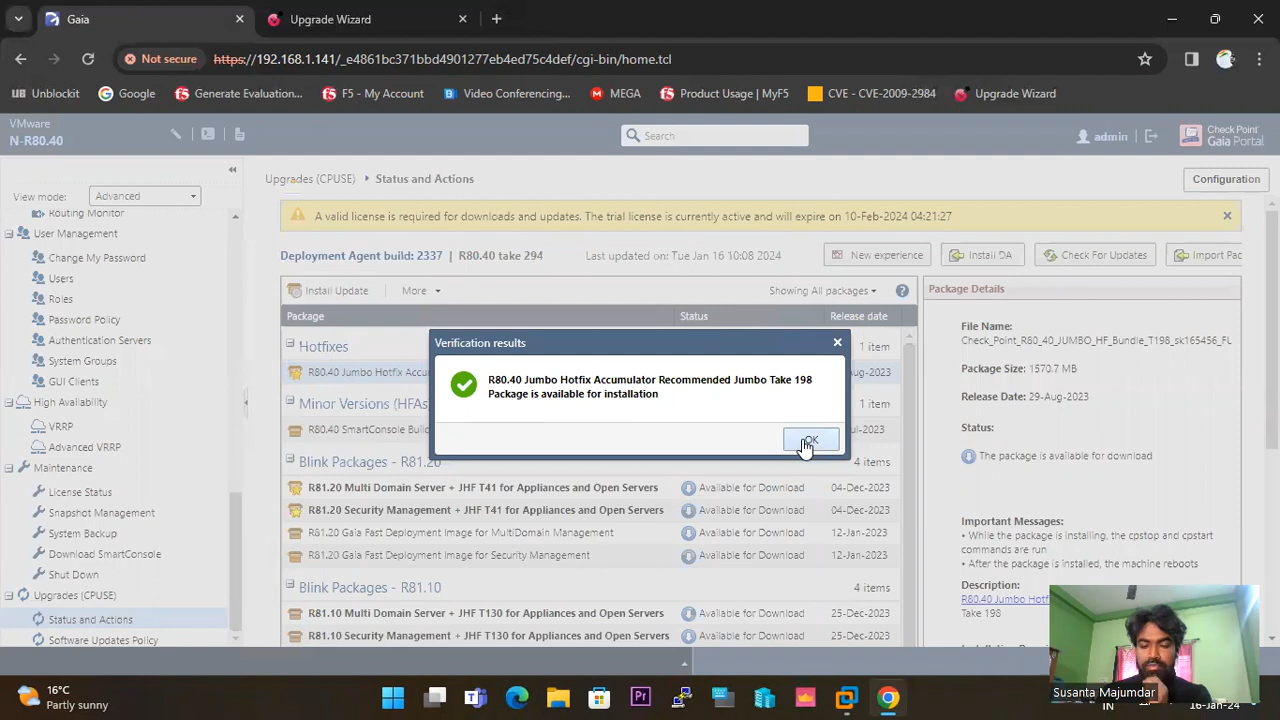 Gaia
Upgrade Wizard
Not secure
https://192.168.1.141/_e4861bc371bbd4901277eb4ed75c4def/cgi-bin/home.tcl
Unblockit
Google
Generate Evaluation...
F5 - My Account
Video Conferencing...
MEGA
Product Usage | MyF5
CVE - CVE-2009-2984
Upgrade Wizard
VMware
N-R80.40
Search
admin
Check Point
Gaia Portal
View mode:
Advanced
Upgrades (CPUSE)
Status and Actions
Configuration
Routing Monitor
User Management
Change My Password
Users
Roles
Password Policy
Authentication Servers
System Groups
GUI Clients
High Availability
VRRP
Advanced VRRP
Maintenance
License Status
Snapshot Management
System Backup
Download SmartConsole
Shut Down
Upgrades (CPUSE)
Status and Actions
Software Updates Policy
A valid license is required for downloads and updates. The trial license is currently active and will expire on 10-Feb-2024 04:21:27
Deployment Agent build: 2337 | R80.40 take 294
Last updated on: Tue Jan 16 10:08 2024
New experience
Install DA
Check For Updates
Import Pac
Install Update
More
Showing All packages
Package
Status
Release date
Hotfixes
1 item
R80.40 Jumbo Hotfix Accu
Aug-2023
Minor Versions (HFAs
1 item
R80.40 SmartConsole Build
Jul-2023
Blink Packages - R81.20
4 items
R81.20 Multi Domain Server + JHF T41 for Appliances and Open Servers
Available for Download
04-Dec-2023
R81.20 Security Management + JHF T41 for Appliances and Open Servers
Available for Download
04-Dec-2023
R81.20 Gaia Fast Deployment Image for MultiDomain Management
Available for Download
12-Jan-2023
R81.20 Gaia Fast Deployment Image for Security Management
Available for Download
12-Jan-2023
Blink Packages - R81.10
4 items
R81.10 Multi Domain Server + JHF T130 for Appliances and Open Servers
Available for Download
25-Dec-2023
R81.10 Security Management + JHF T130 for Appliances and Open Servers
Available for Download
25-Dec-2023
Verification results
R80.40 Jumbo Hotfix Accumulator Recommended Jumbo Take 198
Package is available for installation
OK
Package Details
File Name:
Check_Point_R80_40_JUMBO_HF_Bundle_T198_sk165456_FU
Package Size: 1570.7 MB
Release Date: 29-Aug-2023
Status:
The package is available for download
Important Messages:
• While the package is installing, the cpstop and cpstart
commands are run
• After the package is installed, the machine reboots
Description:
R80.40 Jumbo Hotf
Take 198
Susanta Majumdar
16°C
Partly sunny
IN
16-Jan-24